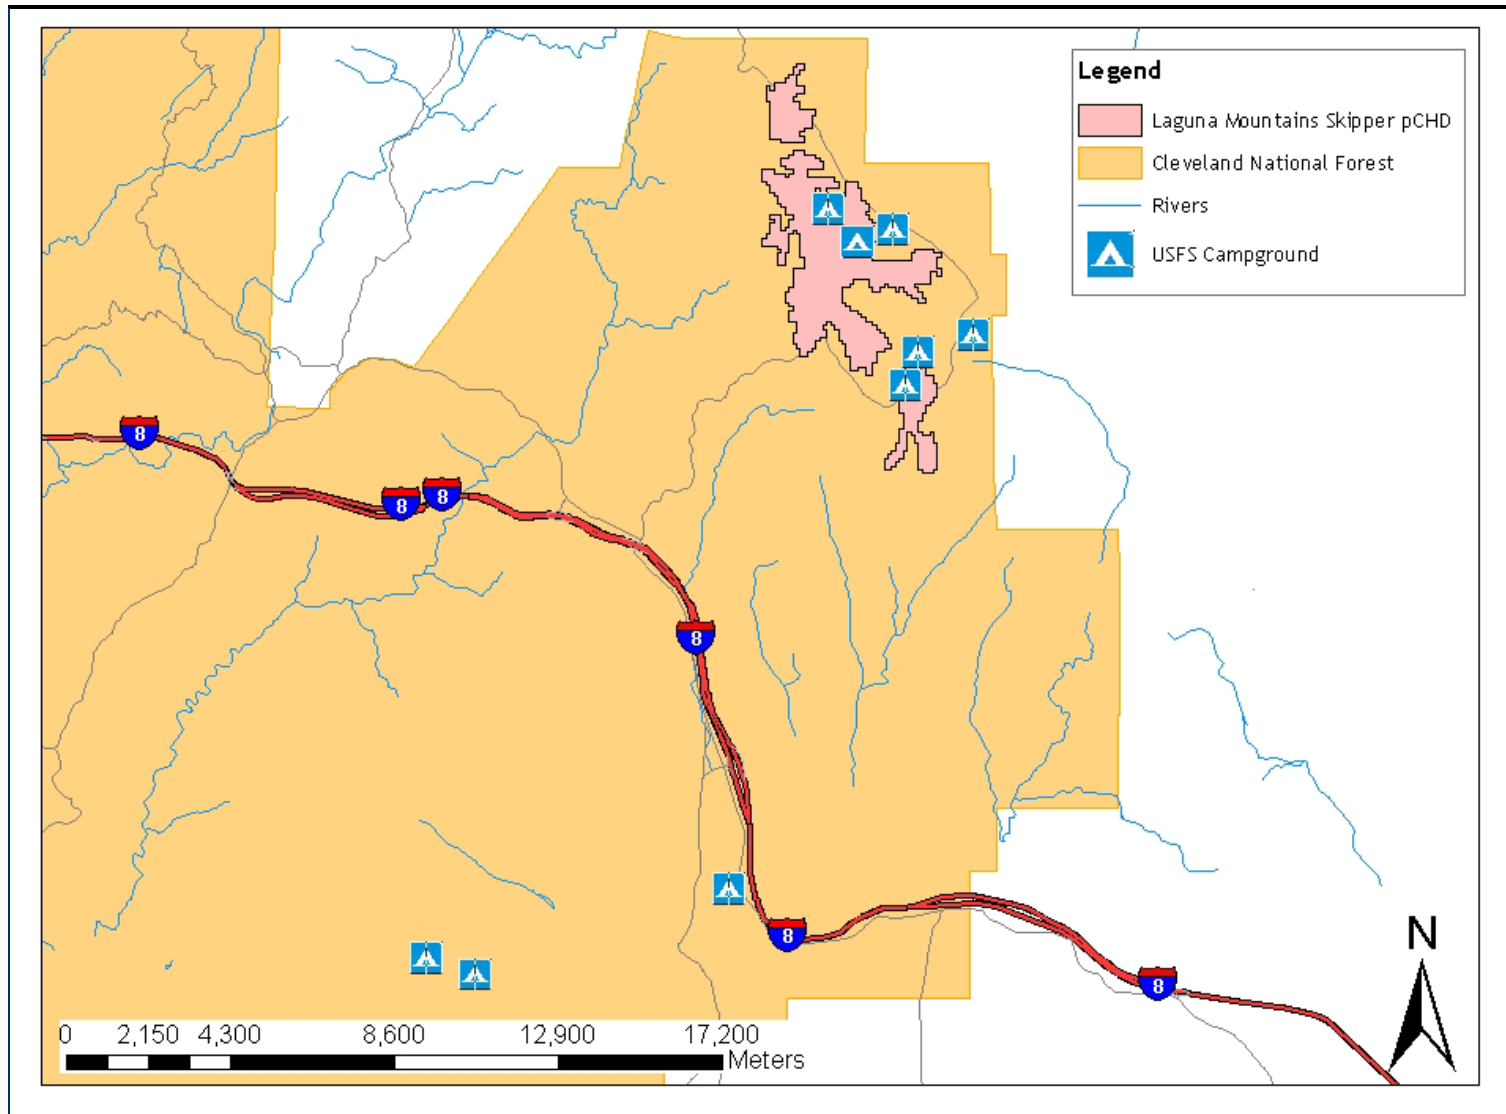 Legend
Laguna Mountains Skipper pCHD
Cleveland National Forest
Rivers
USFS Campground
8
8
8
8
8
8
N
0 2,150 4,300 8,600 12,900 17,200
Meters